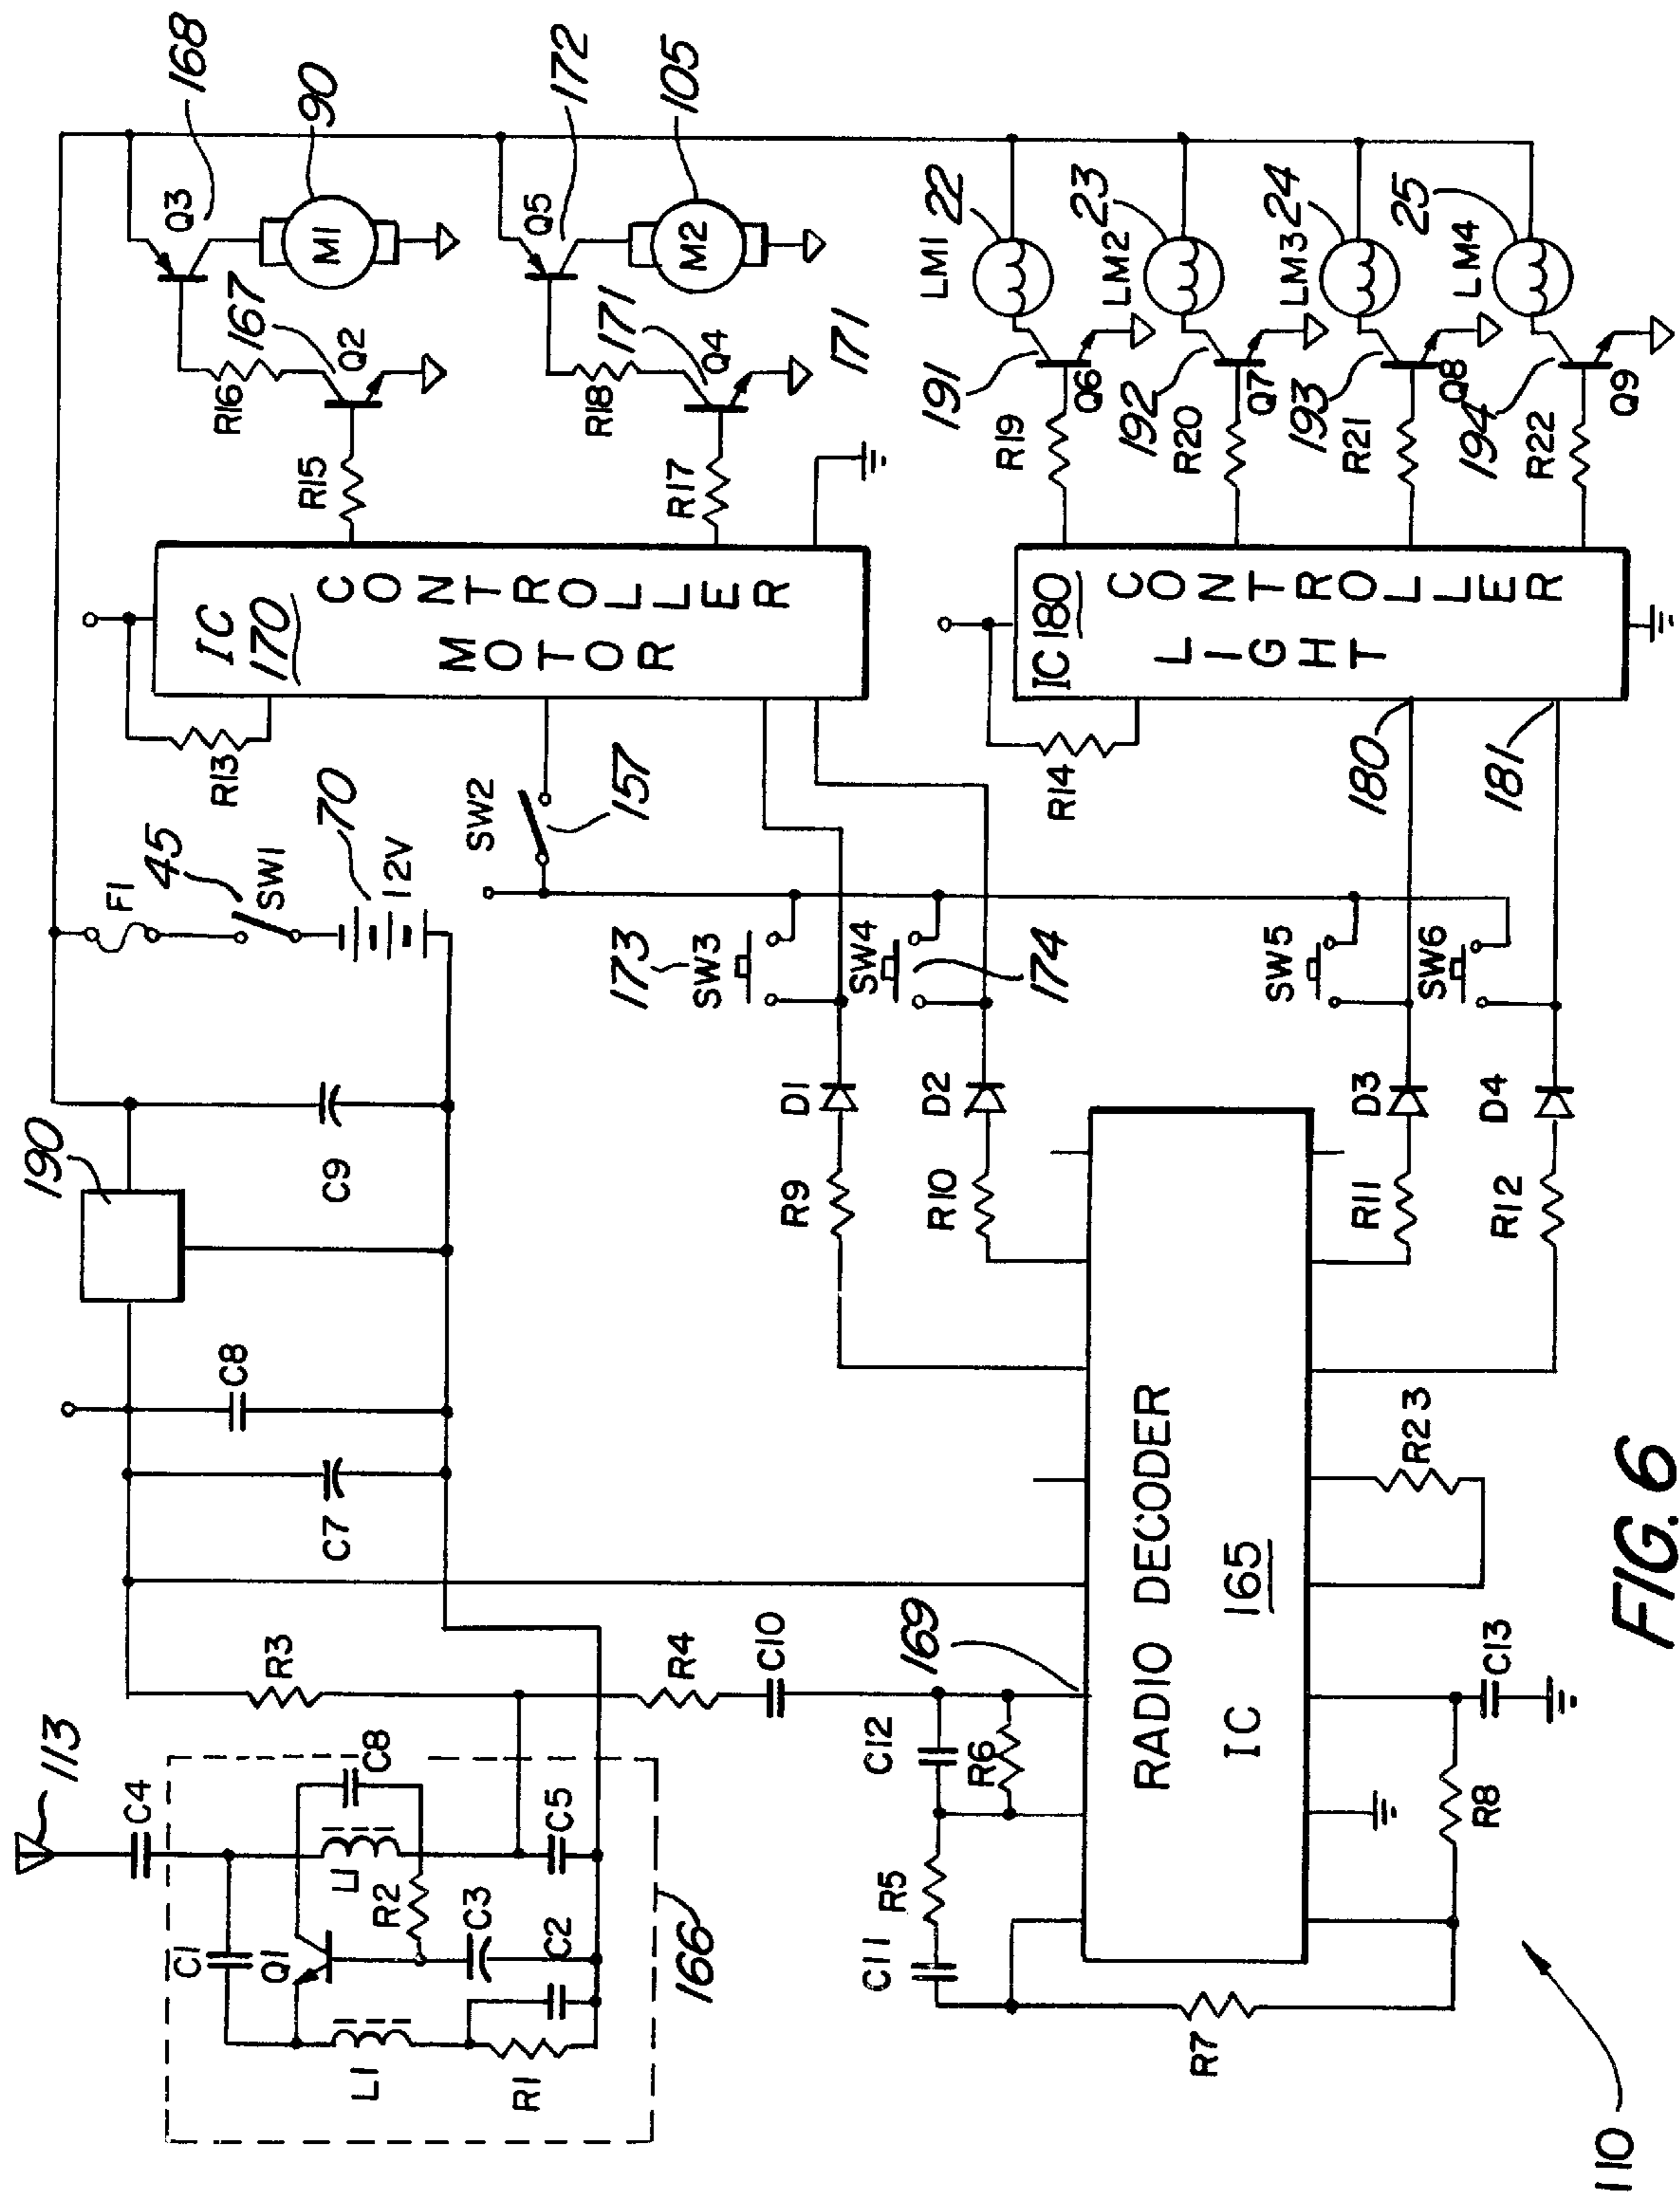 113
C4
166
C1
Q1
L1
R1
C2
C3
R2
L1
C8
C5
R3
R4
C10
C7
C8
190
C9
F1
45
SW1
70
12V
R13
IC
170
MOTOR
CONTROLLER
R15
R16
167
Q2
Q3
168
M1
90
R17
R18
171
Q4
Q5
172
M2
105
171
SW2
157
173
SW3
SW4
174
D1
R9
D2
R10
169
C12
R6
R5
C11
R7
RADIO DECODER
IC 165
R8
C13
R23
R11
D3
R12
D4
SW5
SW6
R14
180
181
IC 180
LIGHT
CONTROLLER
R19
191
Q6
LM1
22
R20
192
Q7
LM2
23
R21
193
Q8
LM3
24
R22
194
Q9
LM4
25
110
FIG. 6